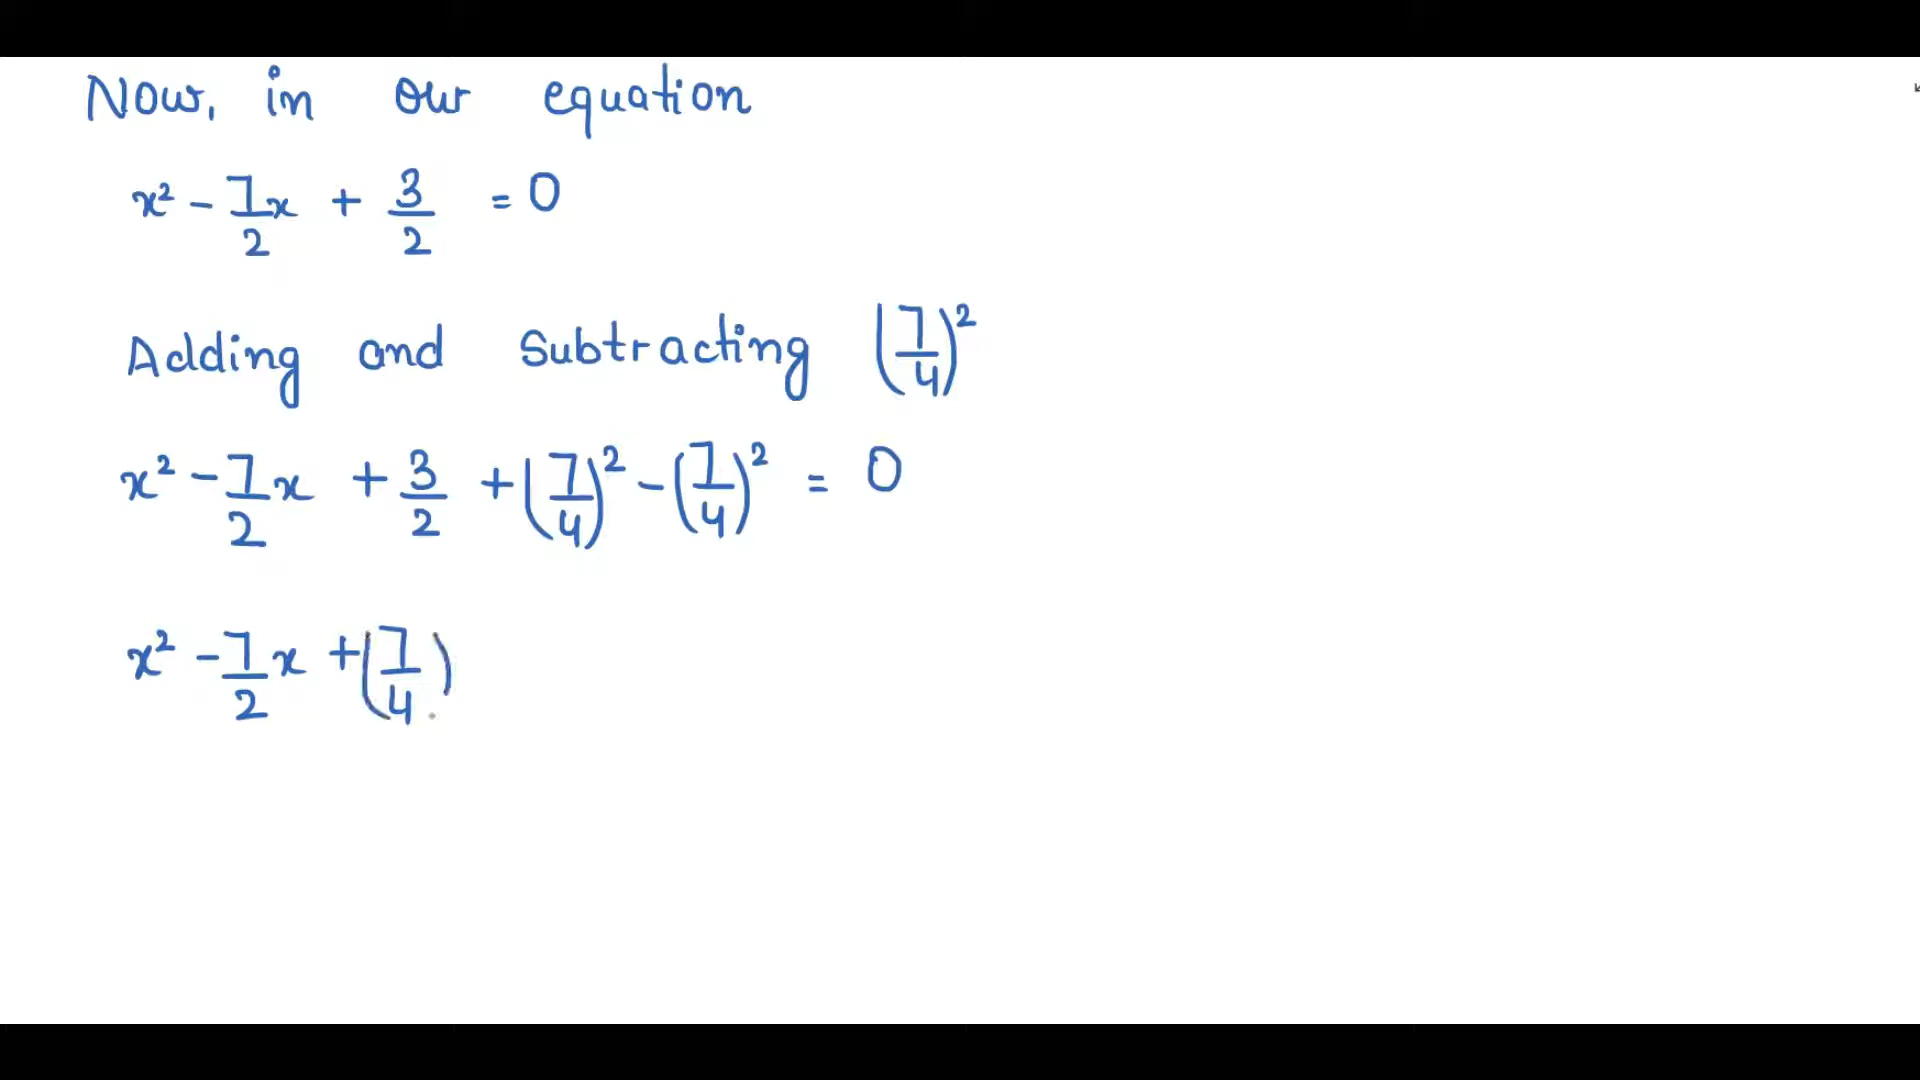 Now, in our equation
x² - 7/2 x + 3/2 = 0
Adding and Subtracting (7/4)²
x² - 7/2 x + 3/2 + (7/4)² - (7/4)² = 0
x² - 7/2 x + (7/4)